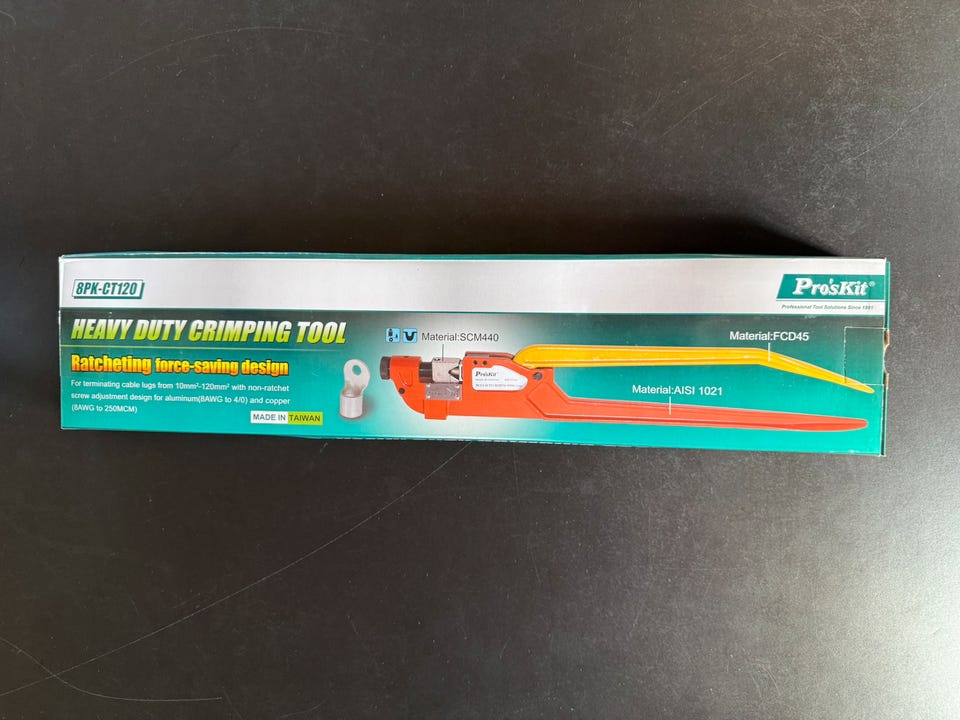 8PK-CT120
Pro'sKit®
Professional Tool Solutions Since 1991
HEAVY DUTY CRIMPING TOOL
Ratcheting force-saving design
For terminating cable lugs from 10mm²-120mm² with non-ratchet
screw adjustment design for aluminum(8AWG to 4/0) and copper
(8AWG to 250MCM)
MADE IN TAIWAN
Material:SCM440
Material:FCD45
Material:AISI 1021
Pro'sKit